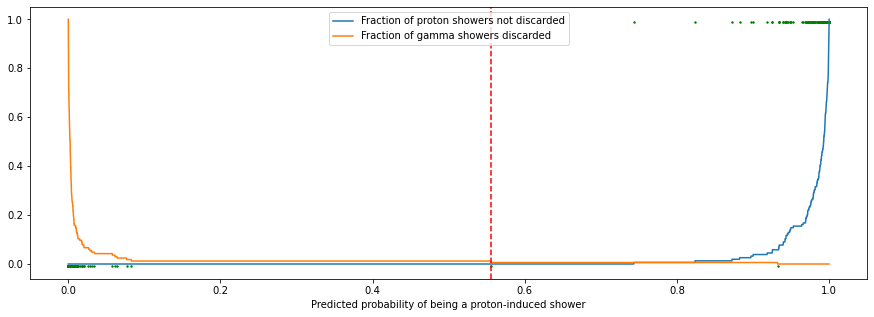 1.0
0.8
0.6
0.4
0.2
0.0
Fraction of proton showers not discarded
Fraction of gamma showers discarded
0.0 0.2 0.4 0.6 0.8 1.0
Predicted probability of being a proton-induced shower